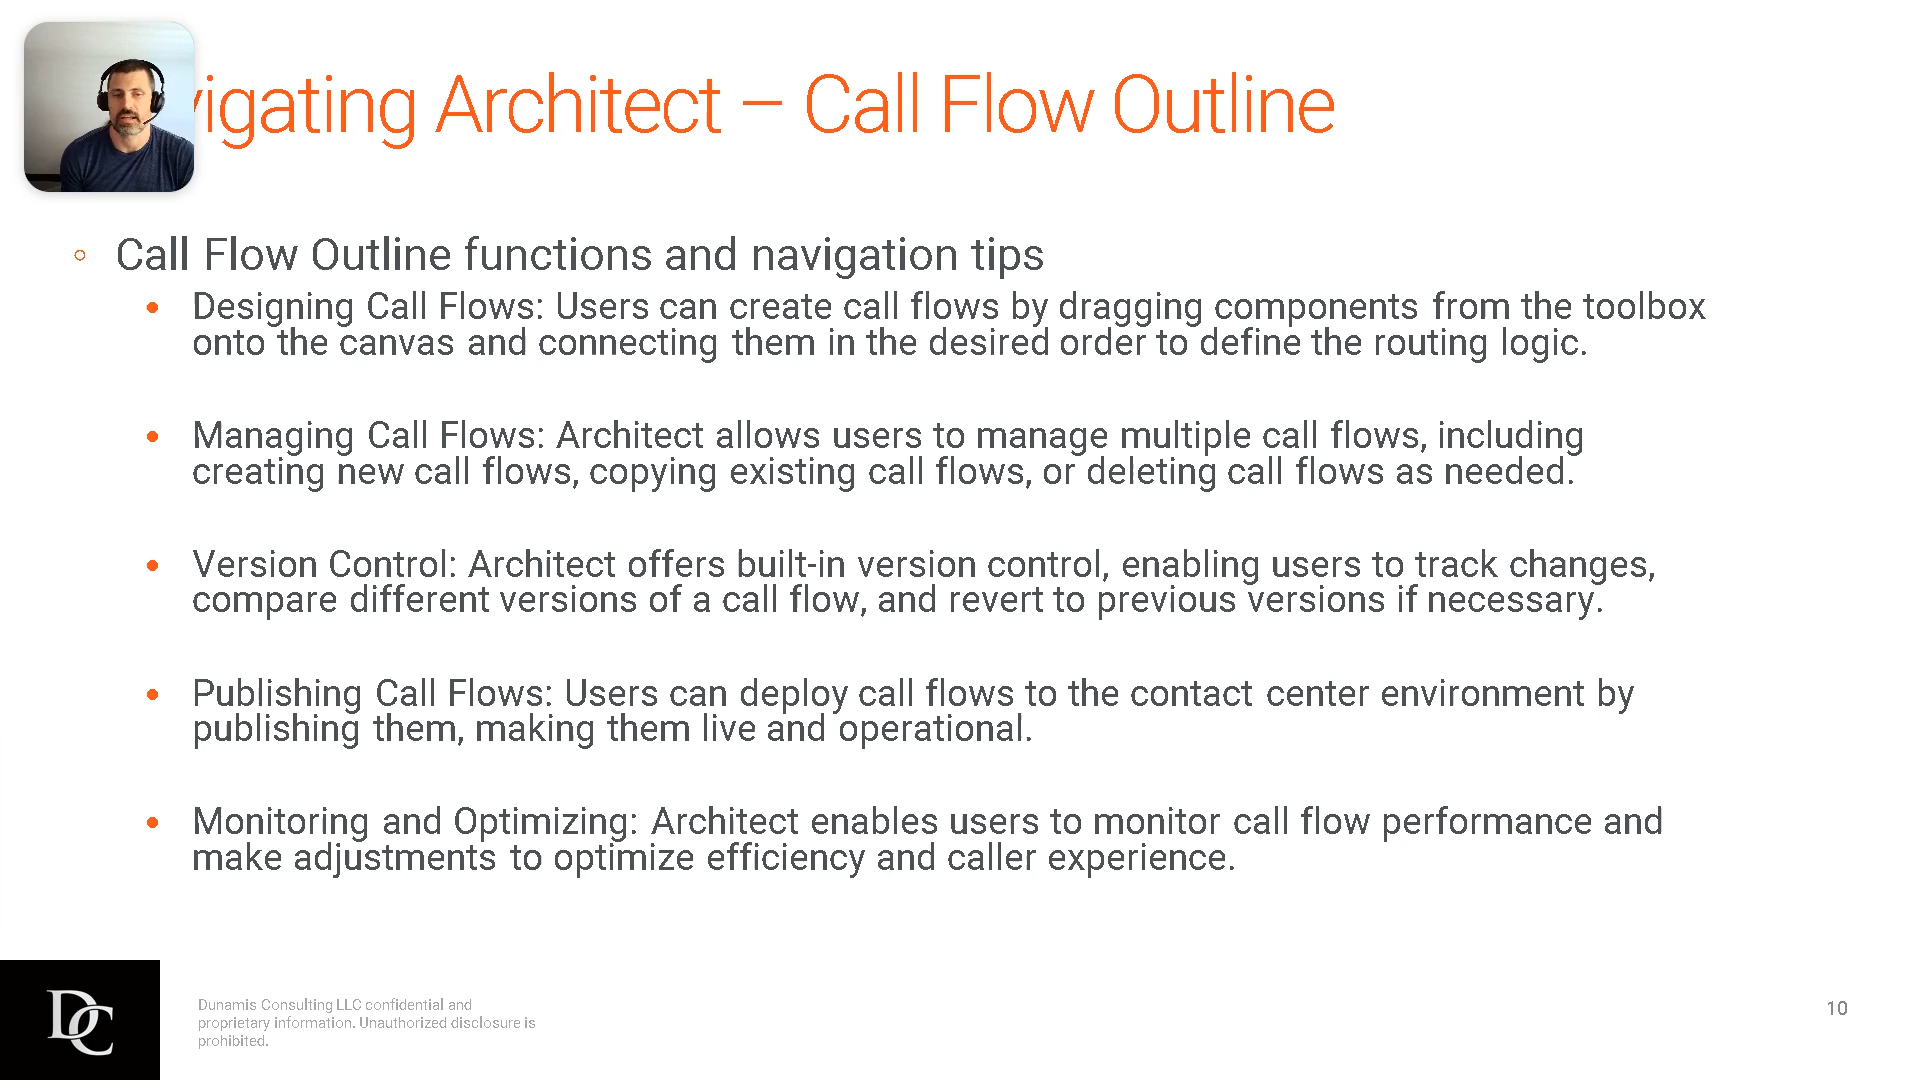 vigating Architect – Call Flow Outline
Call Flow Outline functions and navigation tips
Designing Call Flows: Users can create call flows by dragging components from the toolbox
onto the canvas and connecting them in the desired order to define the routing logic.
Managing Call Flows: Architect allows users to manage multiple call flows, including
creating new call flows, copying existing call flows, or deleting call flows as needed.
Version Control: Architect offers built-in version control, enabling users to track changes,
compare different versions of a call flow, and revert to previous versions if necessary.
Publishing Call Flows: Users can deploy call flows to the contact center environment by
publishing them, making them live and operational.
Monitoring and Optimizing: Architect enables users to monitor call flow performance and
make adjustments to optimize efficiency and caller experience.
DC
Dunamis Consulting LLC confidential and
proprietary information. Unauthorized disclosure is
prohibited.
10